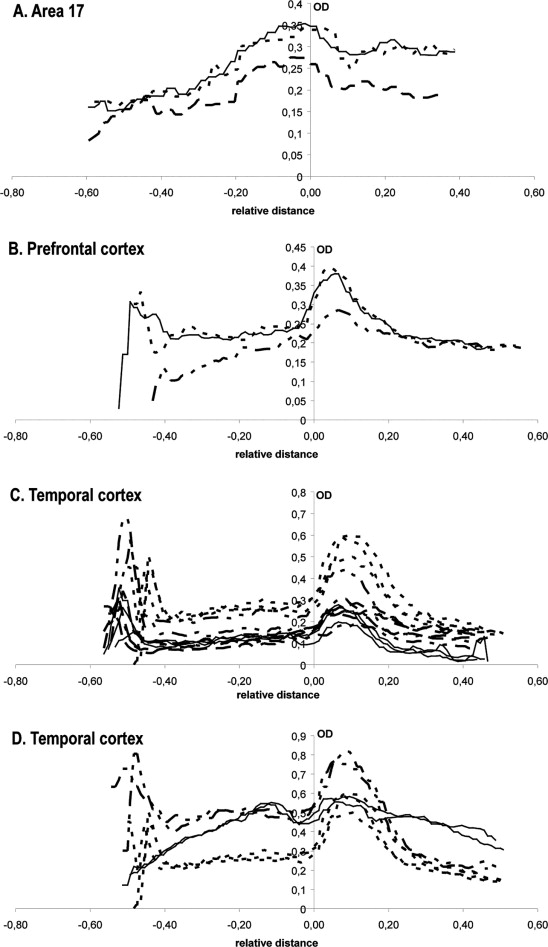 A. Area 17
OD
0,4
0,35
0,3
0,25
0,2
0,15
0,1
0,05
0
-0,80 -0,60 -0,40 -0,20 0,00 0,20 0,40 0,60
relative distance
B. Prefrontal cortex
OD
0,45
0,4
0,35
0,3
0,25
0,2
0,15
0,1
0,05
0
-0,80 -0,60 -0,40 -0,20 0,00 0,20 0,40 0,60
relative distance
C. Temporal cortex
OD
0,8
0,7
0,6
0,5
0,4
0,3
0,2
0,1
0
-0,80 -0,60 -0,40 -0,20 0,00 0,20 0,40 0,60
relative distance
D. Temporal cortex
OD
0,9
0,8
0,7
0,6
0,5
0,4
0,3
0,2
0,1
0
-0,80 -0,60 -0,40 -0,20 0,00 0,20 0,40 0,60
relative distance